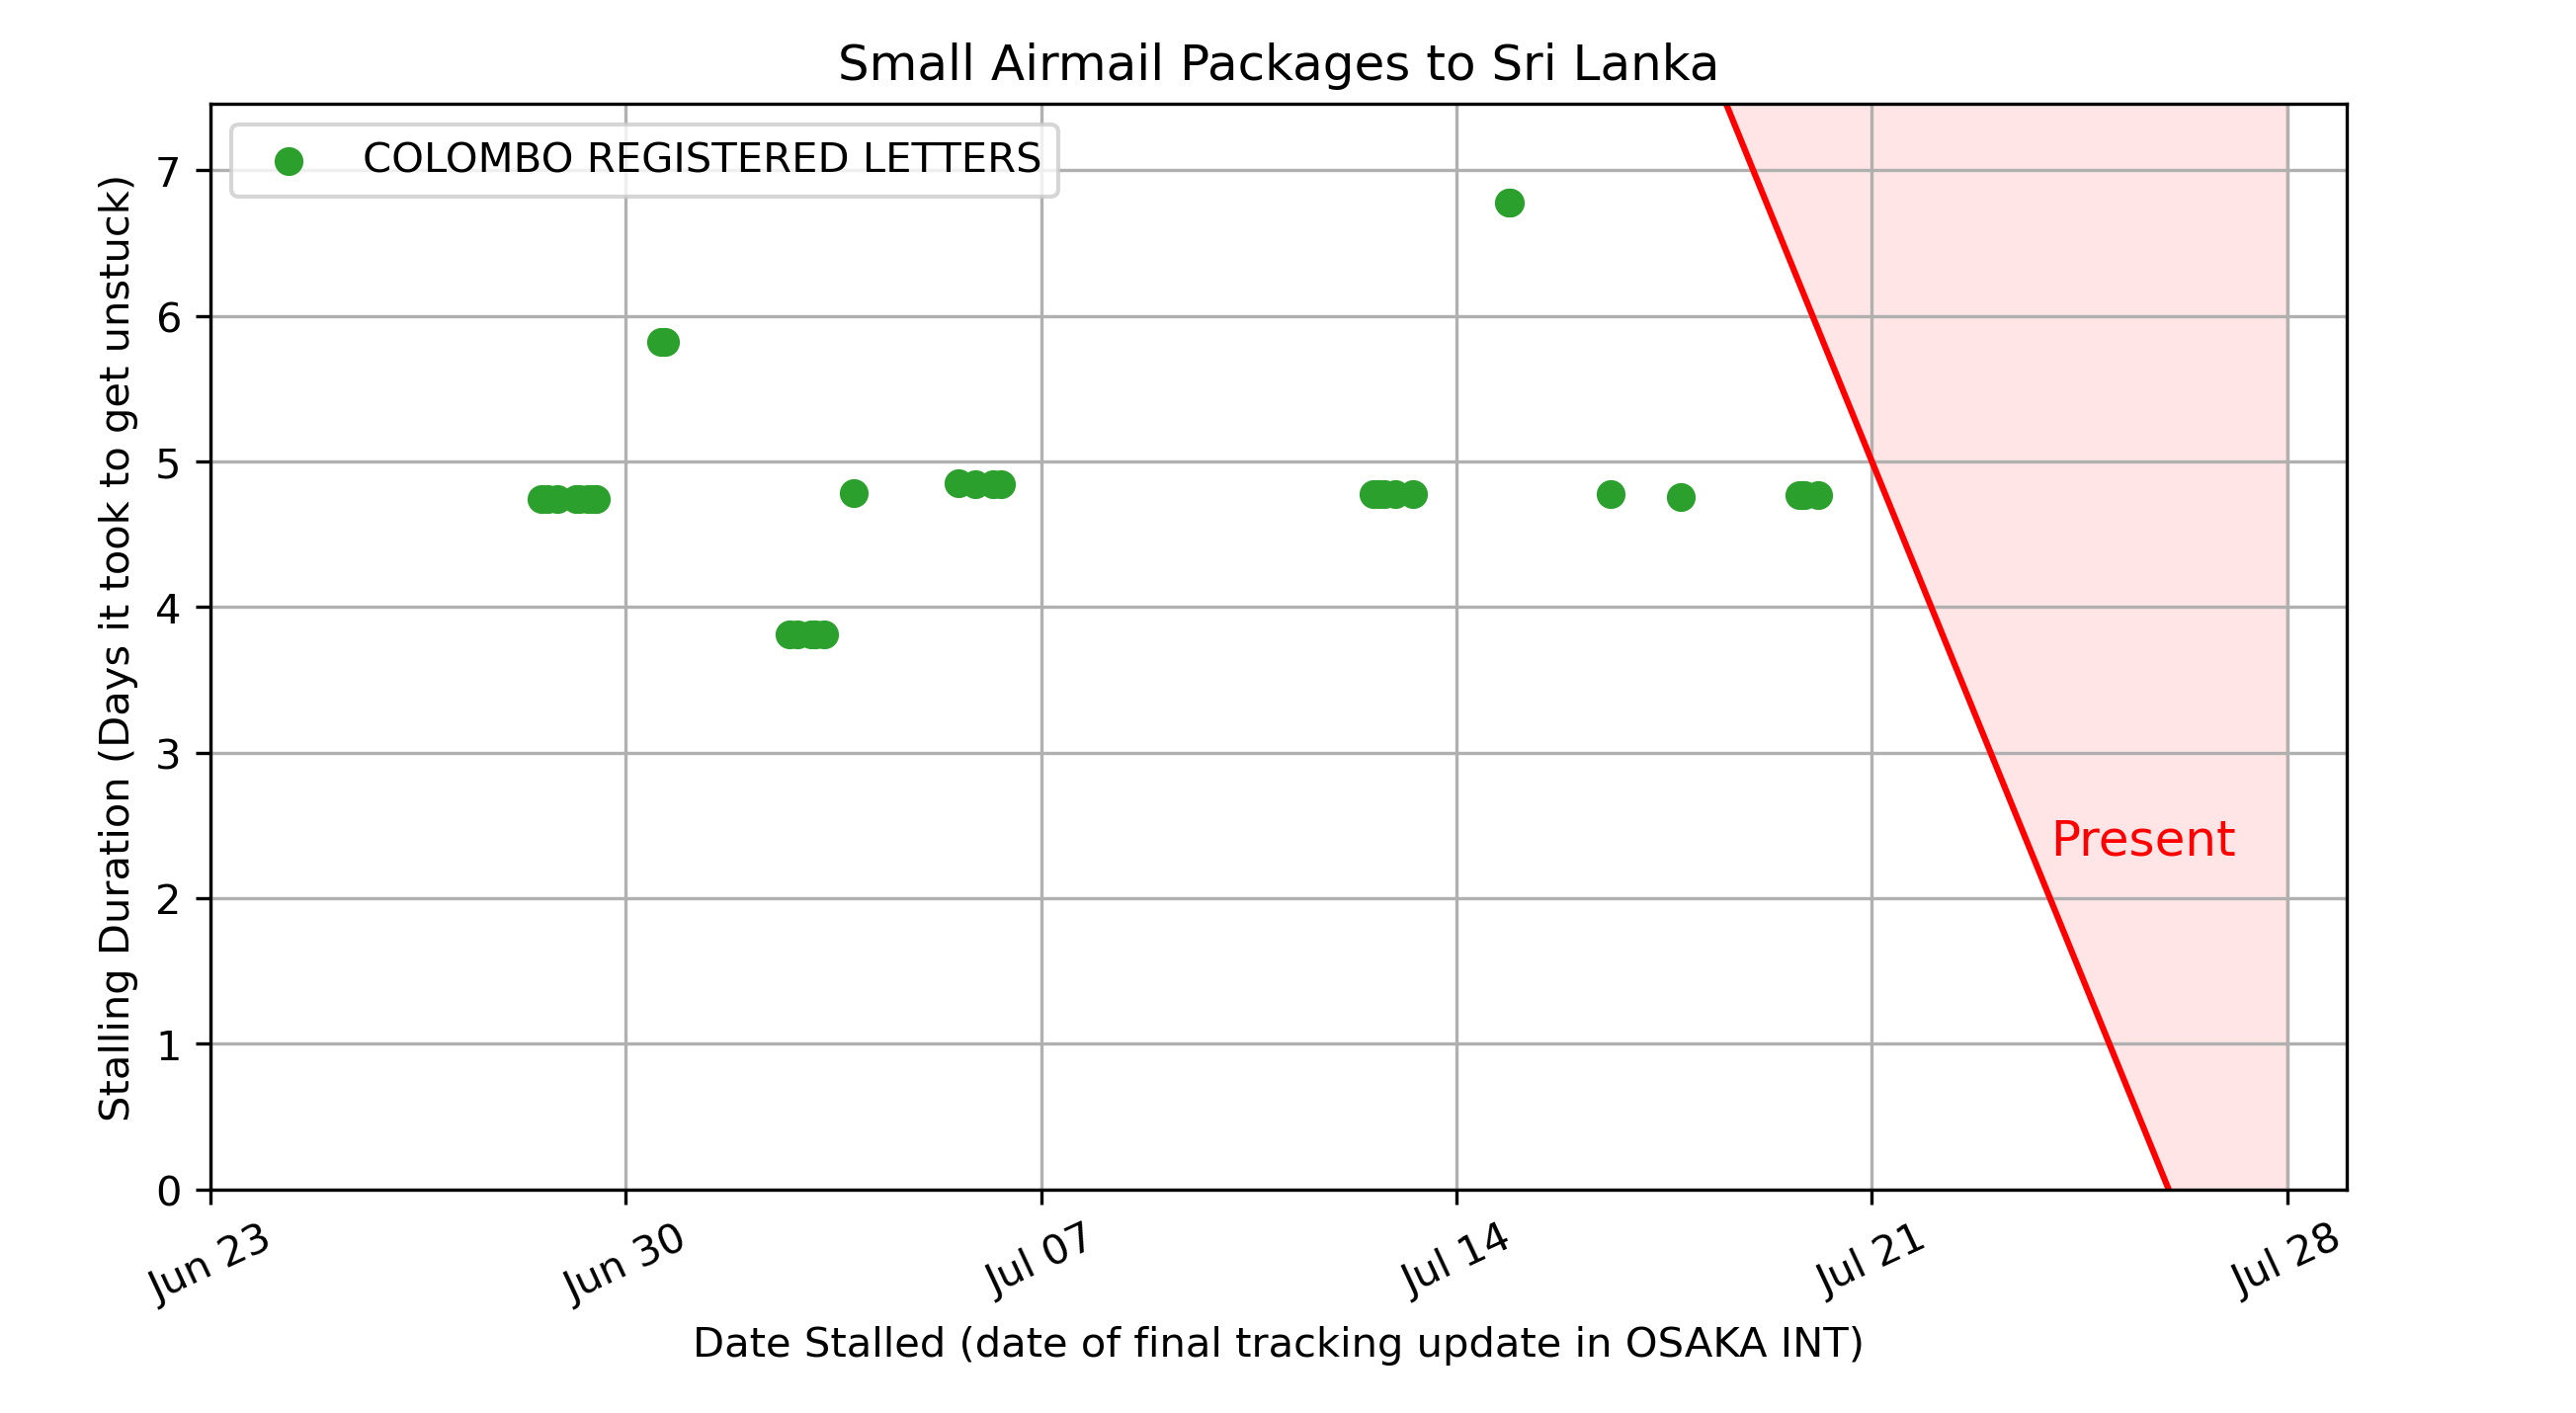 Small Airmail Packages to Sri Lanka
COLOMBO REGISTERED LETTERS
Stalling Duration (Days it took to get unstuck)
7
6
5
4
3
2
1
0
Present
Jun 23
Jun 30
Jul 07
Jul 14
Jul 21
Jul 28
Date Stalled (date of final tracking update in OSAKA INT)